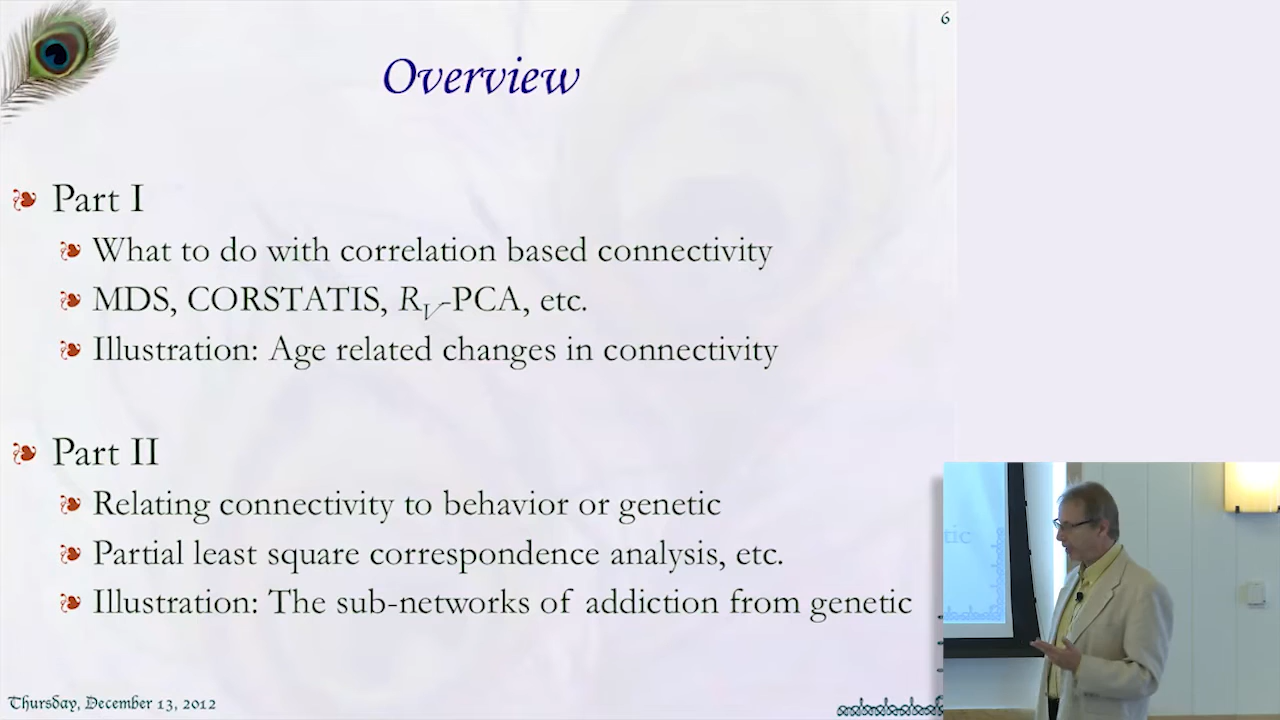 6
Overview
Part I
What to do with correlation based connectivity
MDS, CORSTATIS, RV-PCA, etc.
Illustration: Age related changes in connectivity
Part II
Relating connectivity to behavior or genetic
Partial least square correspondence analysis, etc.
Illustration: The sub-networks of addiction from genetic
Thursday, December 13, 2012
tic